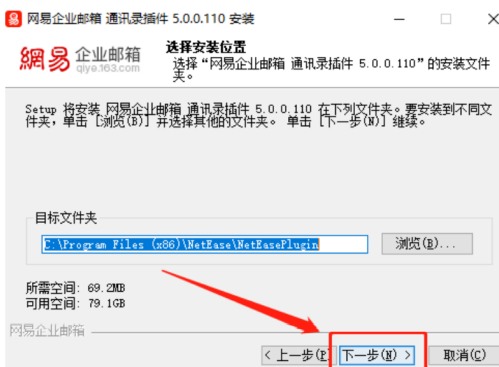 网易企业邮箱 通讯录插件 5.0.0.110 安装
網易 企业邮箱
qiye.163.com
选择安装位置
选择“网易企业邮箱 通讯录插件 5.0.0.110”的安装文件
夹。
Setup 将安装 网易企业邮箱 通讯录插件 5.0.0.110 在下列文件夹。要安装到不同文
件夹，单击 [浏览(B)] 并选择其他的文件夹。 单击 [下一步(N)] 继续。
目标文件夹
C:\Program Files (x86)\NetEase\NetEasePlugin
浏览(B)...
所需空间: 69.2MB
可用空间: 79.1GB
网易企业邮箱
< 上一步(P) 下一步(N) > 取消(C)